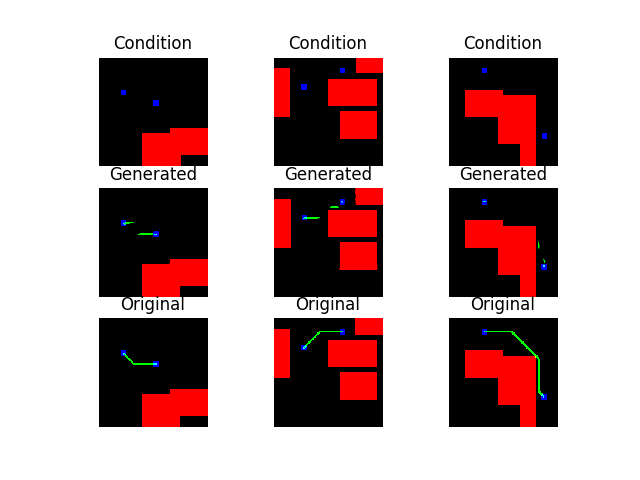 Condition Condition Condition
Generated Generated Generated
Original Original Original